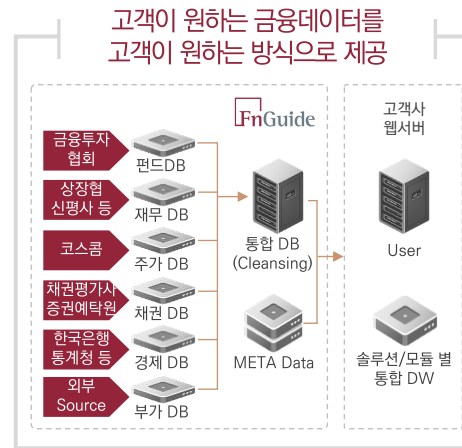 고객이 원하는 금융데이터를
고객이 원하는 방식으로 제공
FnGuide
고객사
웹서버
금융투자
협회
펀드DB
상장협
신평사 등
재무 DB
코스콤
주가 DB
채권평가사
증권예탁원
채권 DB
한국은행
통계청 등
경제 DB
외부
Source
부가 DB
통합 DB
(Cleansing)
META Data
User
솔루션/모듈 별
통합 DW